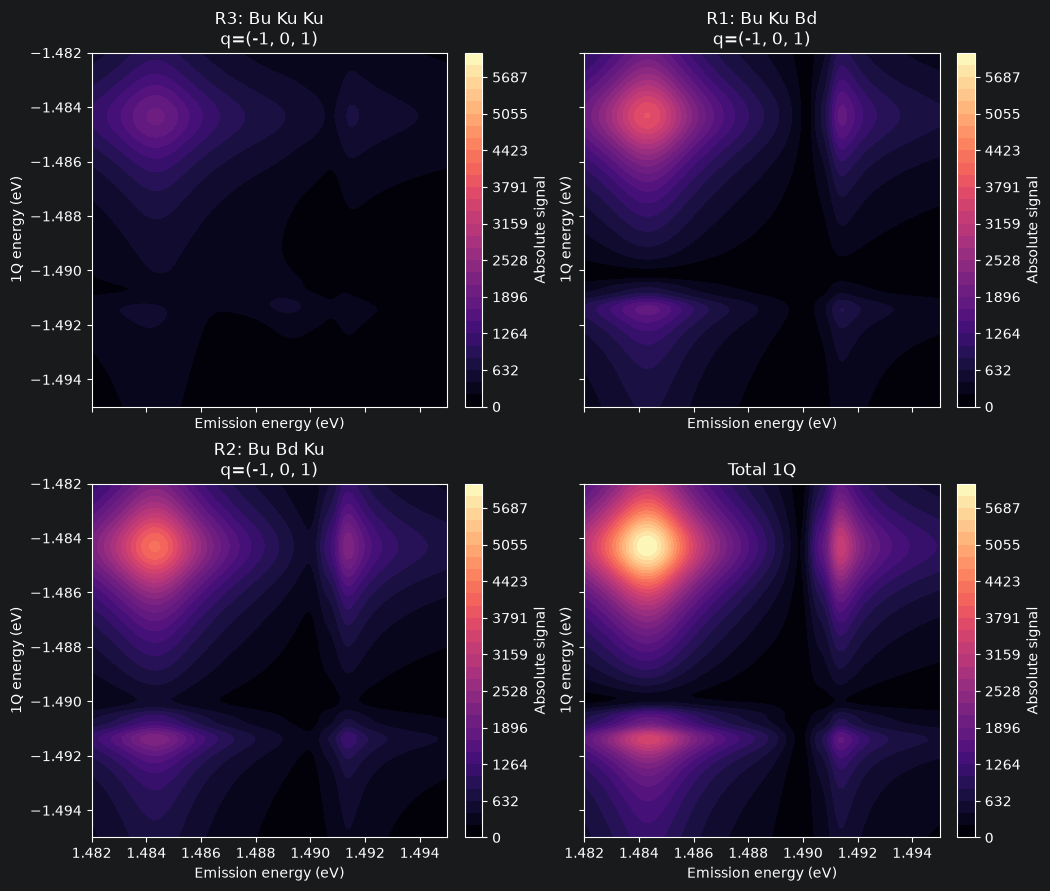 R3: Bu Ku Ku
q=(-1, 0, 1)
R1: Bu Ku Bd
q=(-1, 0, 1)
−1.482
−1.484
−1.486
−1.488
−1.490
−1.492
−1.494
1Q energy (eV)
Emission energy (eV)
5687
5055
4423
3791
3159
2528
1896
1264
632
0
Absolute signal
1Q energy (eV)
Emission energy (eV)
5687
5055
4423
3791
3159
2528
1896
1264
632
0
Absolute signal
R2: Bu Bd Ku
q=(-1, 0, 1)
Total 1Q
−1.482
−1.484
−1.486
−1.488
−1.490
−1.492
−1.494
1Q energy (eV)
1.482 1.484 1.486 1.488 1.490 1.492 1.494
Emission energy (eV)
5687
5055
4423
3791
3159
2528
1896
1264
632
0
Absolute signal
1Q energy (eV)
1.482 1.484 1.486 1.488 1.490 1.492 1.494
Emission energy (eV)
5687
5055
4423
3791
3159
2528
1896
1264
632
0
Absolute signal